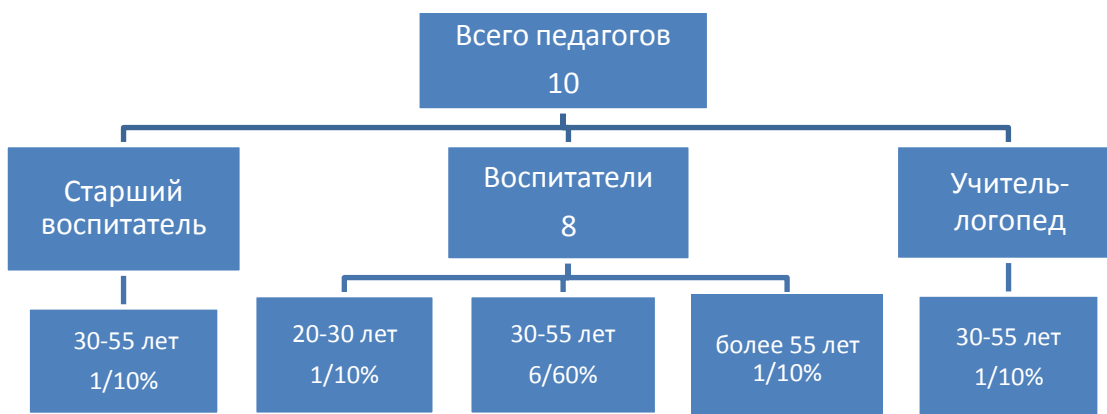 Всего педагогов
10
Старший
воспитатель
Воспитатели
8
Учитель-
логопед
30-55 лет
1/10%
20-30 лет
1/10%
30-55 лет
6/60%
более 55 лет
1/10%
30-55 лет
1/10%